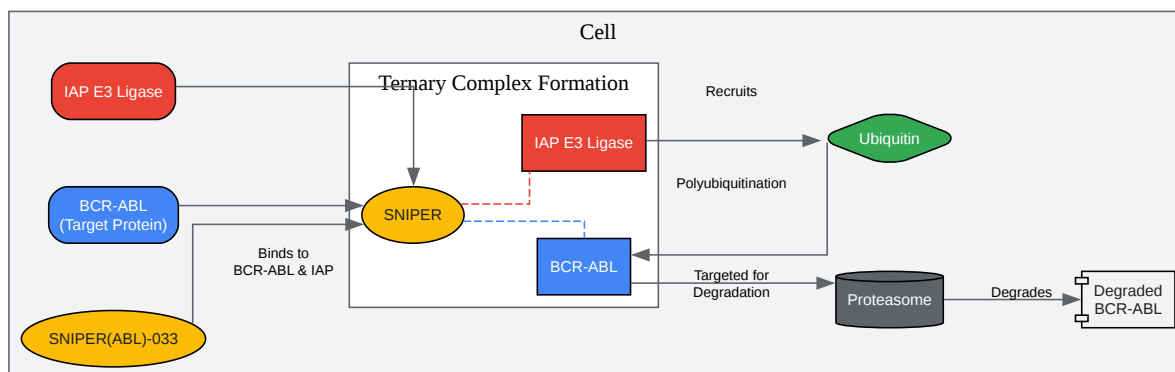 Cell
IAP E3 Ligase
Ternary Complex Formation
Recruits
IAP E3 Ligase
Ubiquitin
Polyubiquitination
BCR-ABL
(Target Protein)
SNIPER
Binds to
BCR-ABL & IAP
BCR-ABL
Targeted for
Degradation
Proteasome
Degrades
Degraded
BCR-ABL
SNIPER(ABL)-033